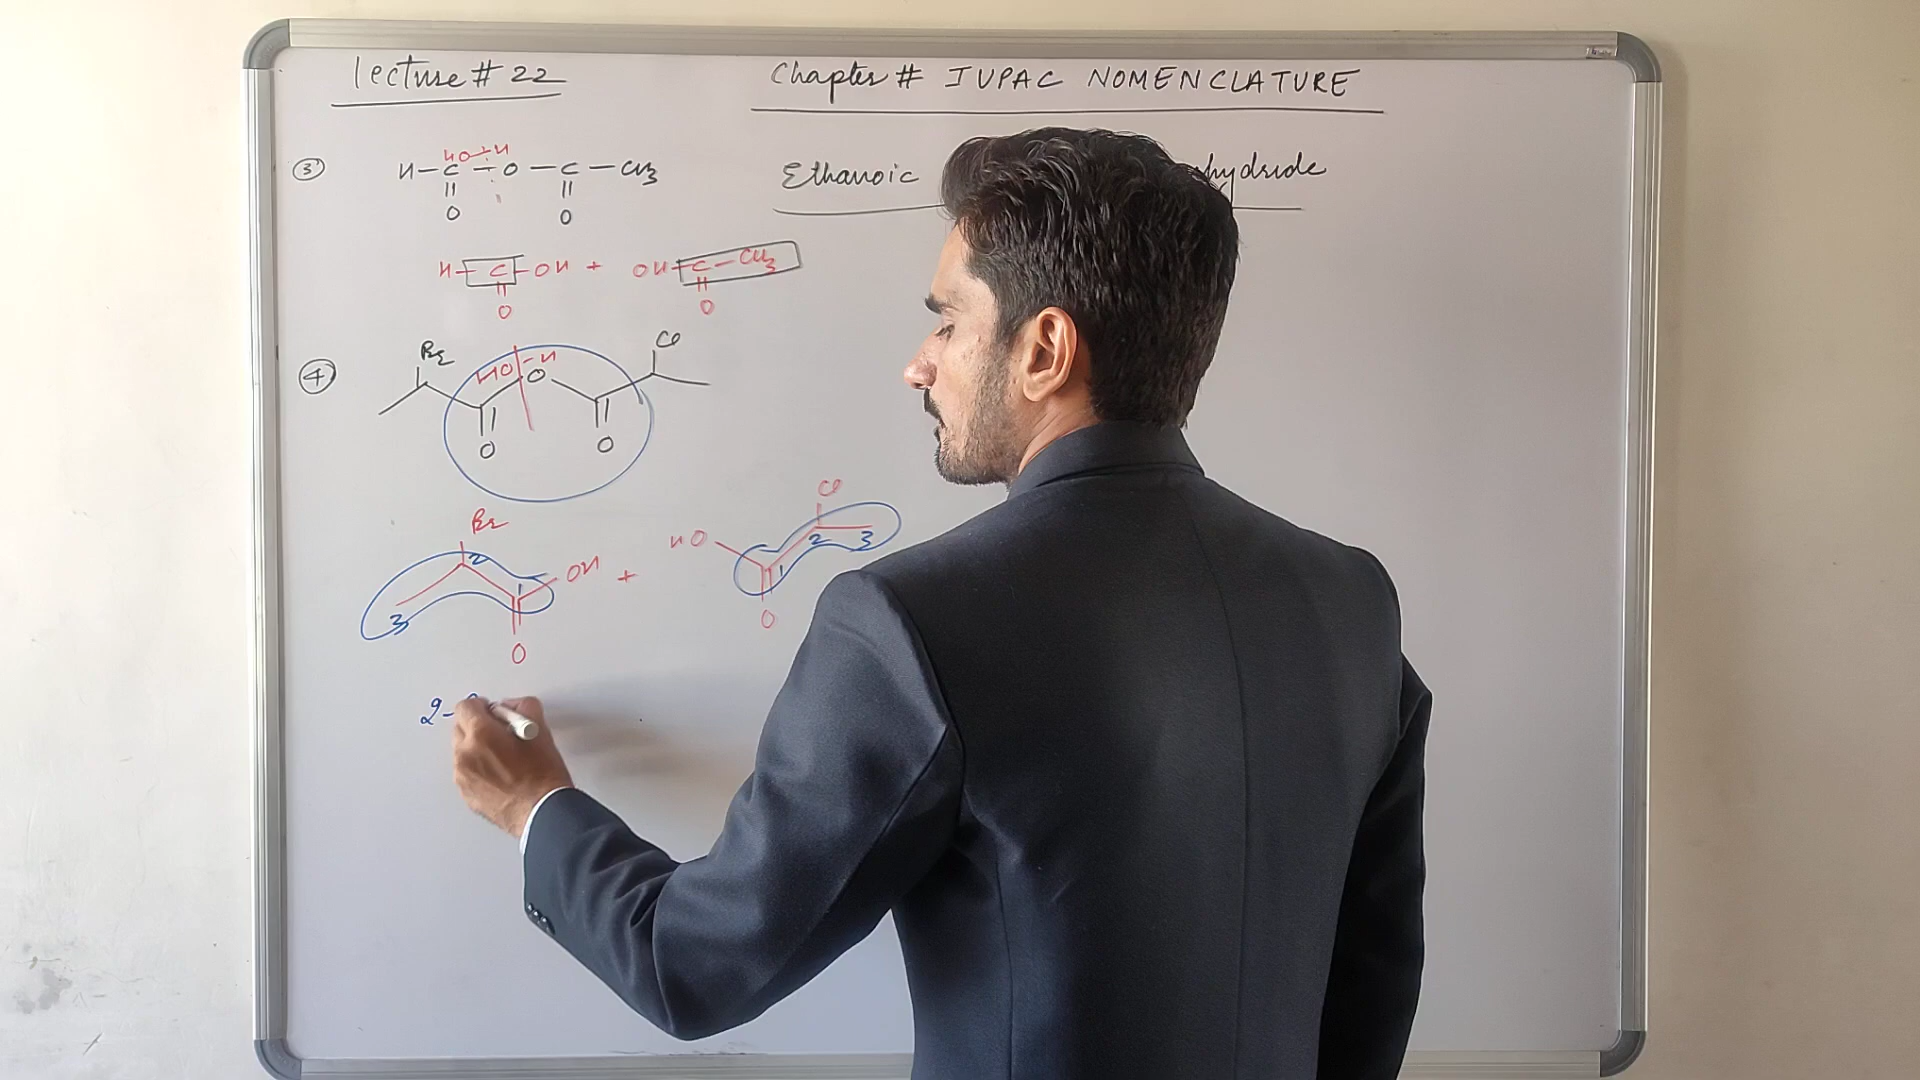 Lecture # 22
Chapter # IUPAC NOMENCLATURE
③ H-C-O-C-CH3
HO-H
O O
Ethanoic hydride
H-C-OH + OH-C-CH3
O O
④ Br Cl
HO-H
O
O O
Br Cl
2 OH + HO 1 2 3
3 1
O O
2-